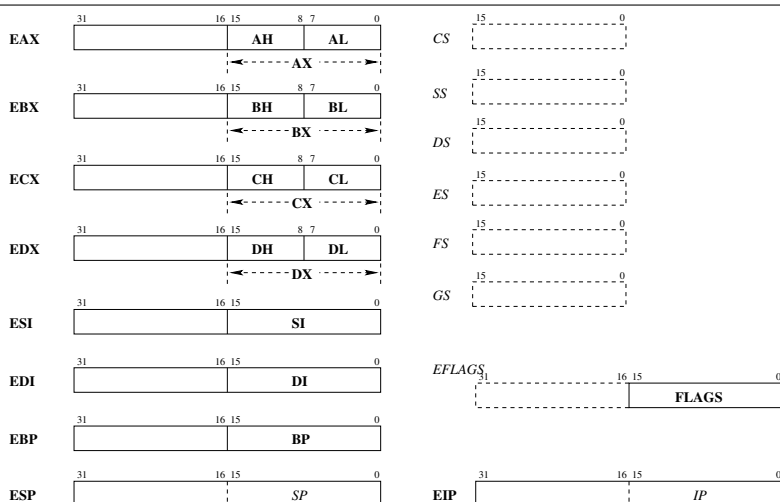 31 16 15 8 7 0
EAX AH AL
AX
31 16 15 8 7 0
EBX BH BL
BX
31 16 15 8 7 0
ECX CH CL
CX
31 16 15 8 7 0
EDX DH DL
DX
31 16 15 0
ESI SI
31 16 15 0
EDI DI
31 16 15 0
EBP BP
31 16 15 0
ESP SP
15 0
CS
15 0
SS
15 0
DS
15 0
ES
15 0
FS
15 0
GS
EFLAGS
31 16 15 0
FLAGS
31 16 15 0
EIP IP